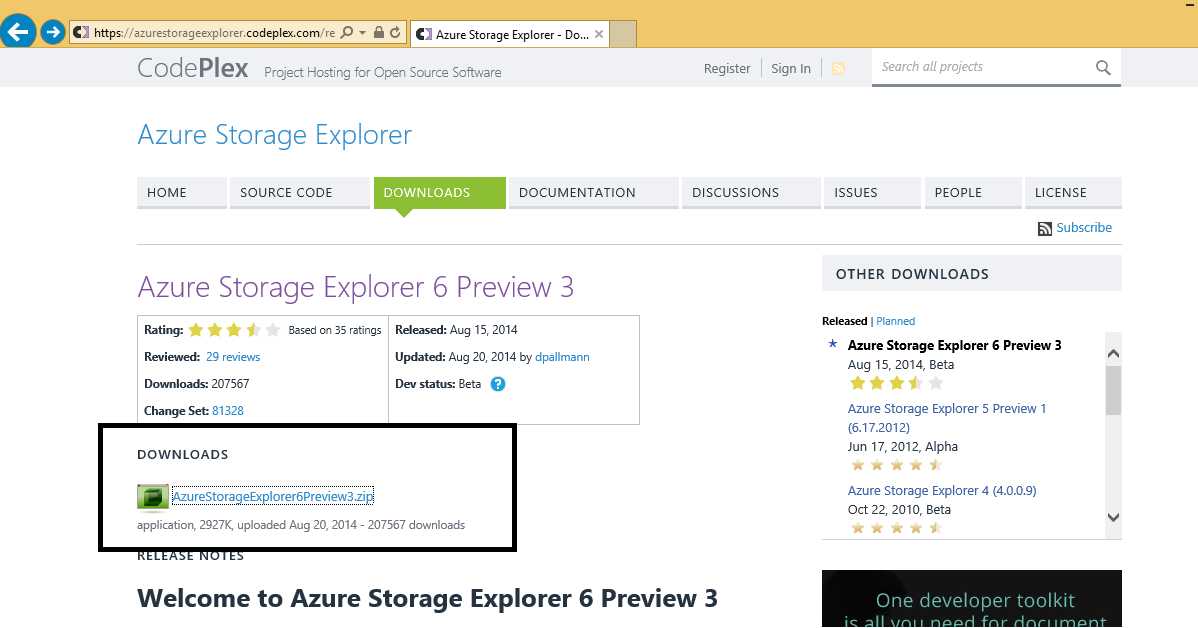 https://azurestorageexplorer.codeplex.com/re
Azure Storage Explorer - Do...
CodePlex Project Hosting for Open Source Software
Register Sign In
Search all projects
Azure Storage Explorer
HOME SOURCE CODE DOWNLOADS DOCUMENTATION DISCUSSIONS ISSUES PEOPLE LICENSE
Subscribe
Azure Storage Explorer 6 Preview 3
Rating: Based on 35 ratings
Reviewed: 29 reviews
Downloads: 207567
Change Set: 81328
Released: Aug 15, 2014
Updated: Aug 20, 2014 by dpallmann
Dev status: Beta ?
DOWNLOADS
AzureStorageExplorer6Preview3.zip
application, 2927K, uploaded Aug 20, 2014 - 207567 downloads
RELEASE NOTES
Welcome to Azure Storage Explorer 6 Preview 3
OTHER DOWNLOADS
Released | Planned
* Azure Storage Explorer 6 Preview 3
Aug 15, 2014, Beta
Azure Storage Explorer 5 Preview 1
(6.17.2012)
Jun 17, 2012, Alpha
Azure Storage Explorer 4 (4.0.0.9)
Oct 22, 2010, Beta
One developer toolkit
is all you need for document